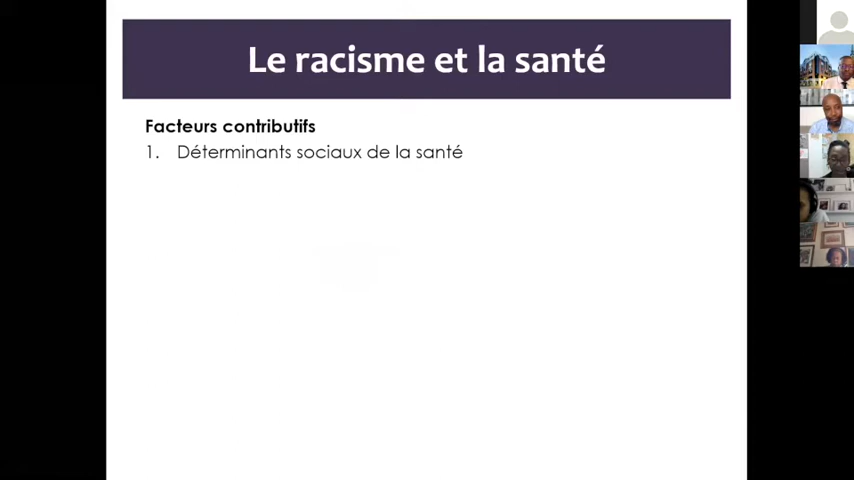 Le racisme et la santé
Facteurs contributifs
1. Déterminants sociaux de la santé